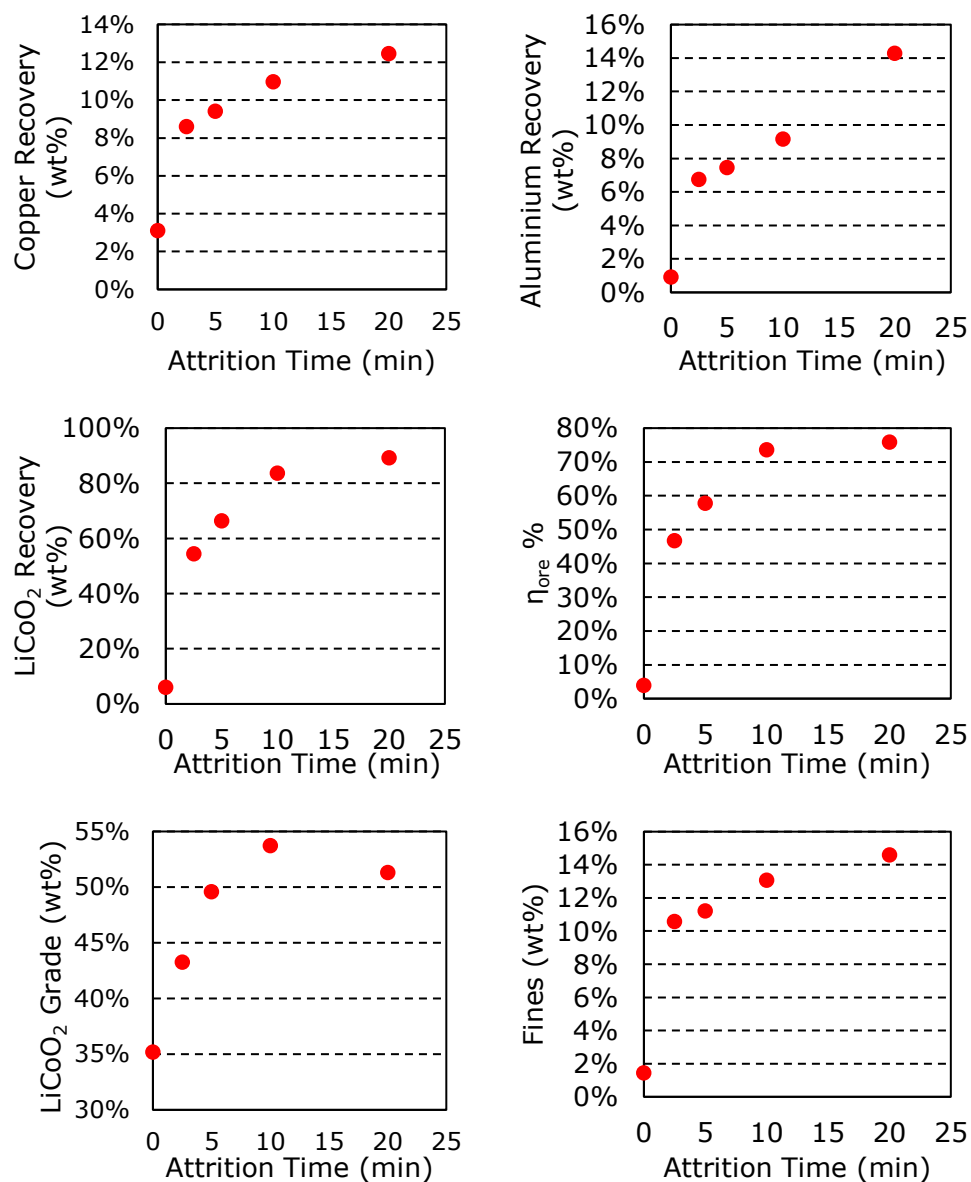 Copper Recovery
(wt%)
14%
12%
10%
8%
6%
4%
2%
0%
0 5 10 15 20 25
Attrition Time (min)
Aluminium Recovery
(wt%)
16%
14%
12%
10%
8%
6%
4%
2%
0%
0 5 10 15 20 25
Attrition Time (min)
LiCoO₂ Recovery
(wt%)
100%
80%
60%
40%
20%
0%
0 5 10 15 20 25
Attrition Time (min)
ηore %
80%
70%
60%
50%
40%
30%
20%
10%
0%
0 5 10 15 20 25
Attrition Time (min)
LiCoO₂ Grade (wt%)
55%
50%
45%
40%
35%
30%
0 5 10 15 20 25
Attrition Time (min)
Fines (wt%)
16%
14%
12%
10%
8%
6%
4%
2%
0%
0 5 10 15 20 25
Attrition Time (min)